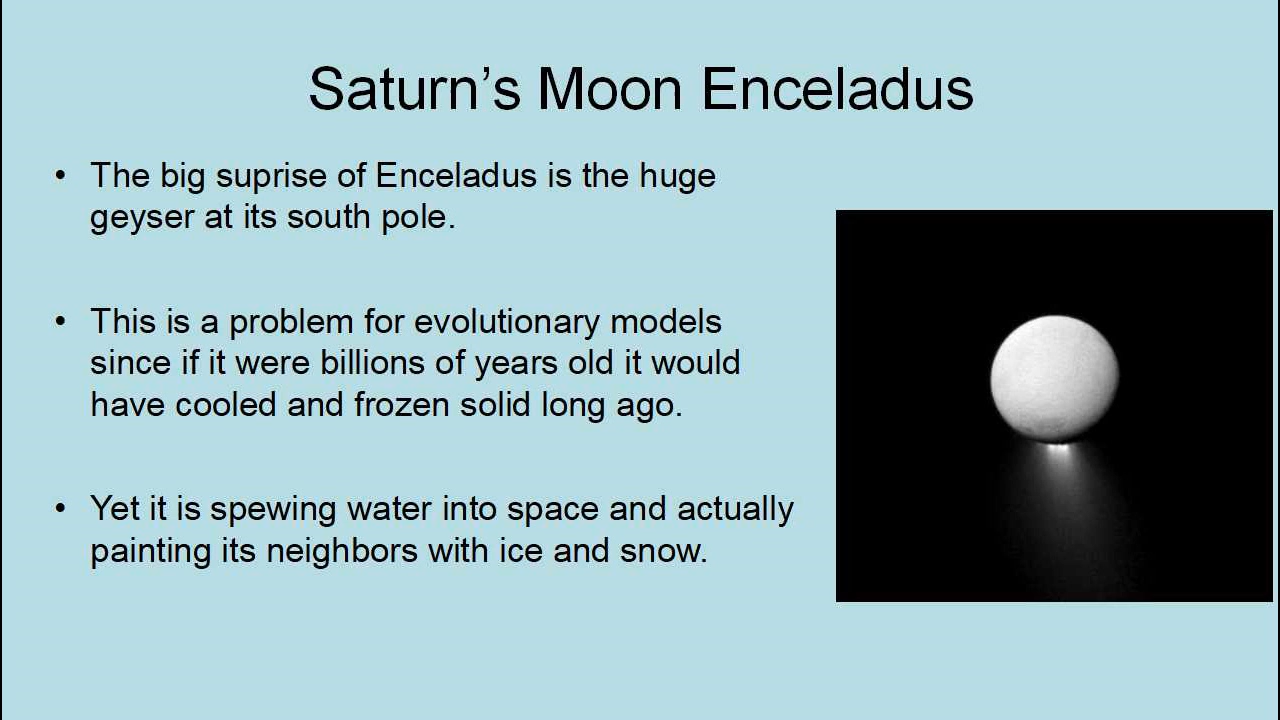 Saturn’s Moon Enceladus
• The big suprise of Enceladus is the huge
geyser at its south pole.
• This is a problem for evolutionary models
since if it were billions of years old it would
have cooled and frozen solid long ago.
• Yet it is spewing water into space and actually
painting its neighbors with ice and snow.